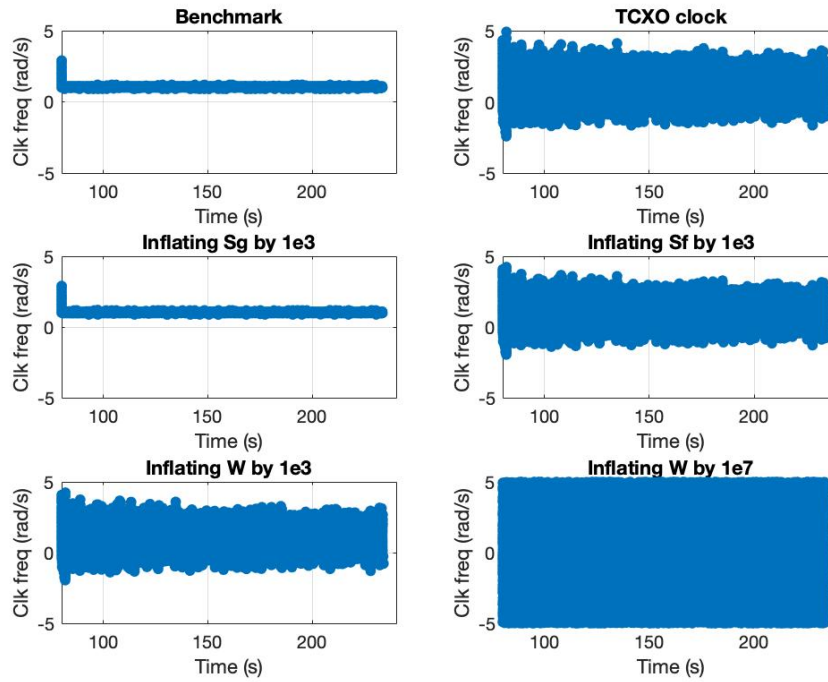 Benchmark
Clk freq (rad/s)
5
0
-5
100
150
200
Time (s)
TCXO clock
Clk freq (rad/s)
5
0
-5
100
150
200
Time (s)
Inflating Sg by 1e3
Clk freq (rad/s)
5
0
-5
100
150
200
Time (s)
Inflating Sf by 1e3
Clk freq (rad/s)
5
0
-5
100
150
200
Time (s)
Inflating W by 1e3
Clk freq (rad/s)
5
0
-5
100
150
200
Time (s)
Inflating W by 1e7
Clk freq (rad/s)
5
0
-5
100
150
200
Time (s)